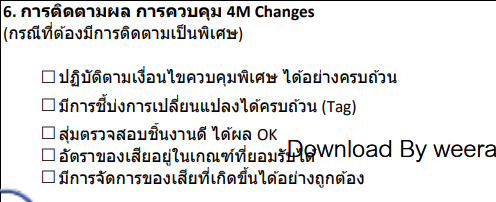 6. การติดตามผล การควบคุม 4M Changes
(กรณีที่ต้องมีการติดตามเป็นพิเศษ)
ปฏิบัติตามเงื่อนไขควบคุมพิเศษ ได้อย่างครบถ้วน
มีการชี้บ่งการเปลี่ยนแปลงได้ครบถ้วน (Tag)
สุ่มตรวจสอบชิ้นงานดี ได้ผล OK
อัตราของเสียอยู่ในเกณฑ์ที่ยอมรับได้
Download By weera
มีการจัดการของเสียที่เกิดขึ้นได้อย่างถูกต้อง